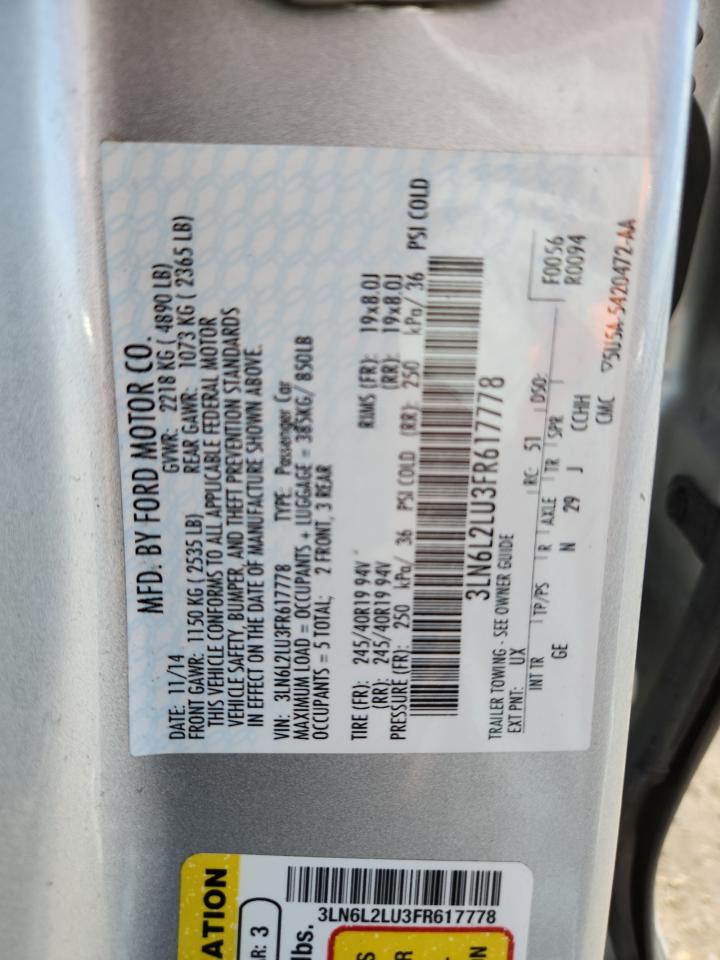 MFD. BY FORD MOTOR CO.
DATE: 11/14 GVWR: 2218 KG ( 4890 LB)
FRONT GAWR: 1150 KG ( 2535 LB) REAR GAWR: 1073 KG ( 2365 LB)
THIS VEHICLE CONFORMS TO ALL APPLICABLE FEDERAL MOTOR
VEHICLE SAFETY, BUMPER, AND THEFT PREVENTION STANDARDS
IN EFFECT ON THE DATE OF MANUFACTURE SHOWN ABOVE.
VIN: 3LN6L2LU3FR617778 TYPE: Passenger Car
MAXIMUM LOAD = OCCUPANTS + LUGGAGE = 385KG/ 850LB
OCCUPANTS = 5 TOTAL; 2 FRONT, 3 REAR
TIRE (FR): 245/40R19 94V RIMS (FR): 19x8.0J
(RR): 245/40R19 94V (RR): 19x8.0J
PRESSURE (FR): 250 kPa/ 36 PSI COLD (RR): 250 kPa/ 36 PSI COLD
3LN6L2LU3FR617778
TRAILER TOWING - SEE OWNER GUIDE
EXT PNT: UX RC: 51 DSO: F0056
R0094
INT TR TP/PS R AXLE TR SPR
GE N 29 J CCHH
CMC ▽5U5A-5420472-AA
ATION
AR: 3
lbs.
3LN6L2LU3FR617778